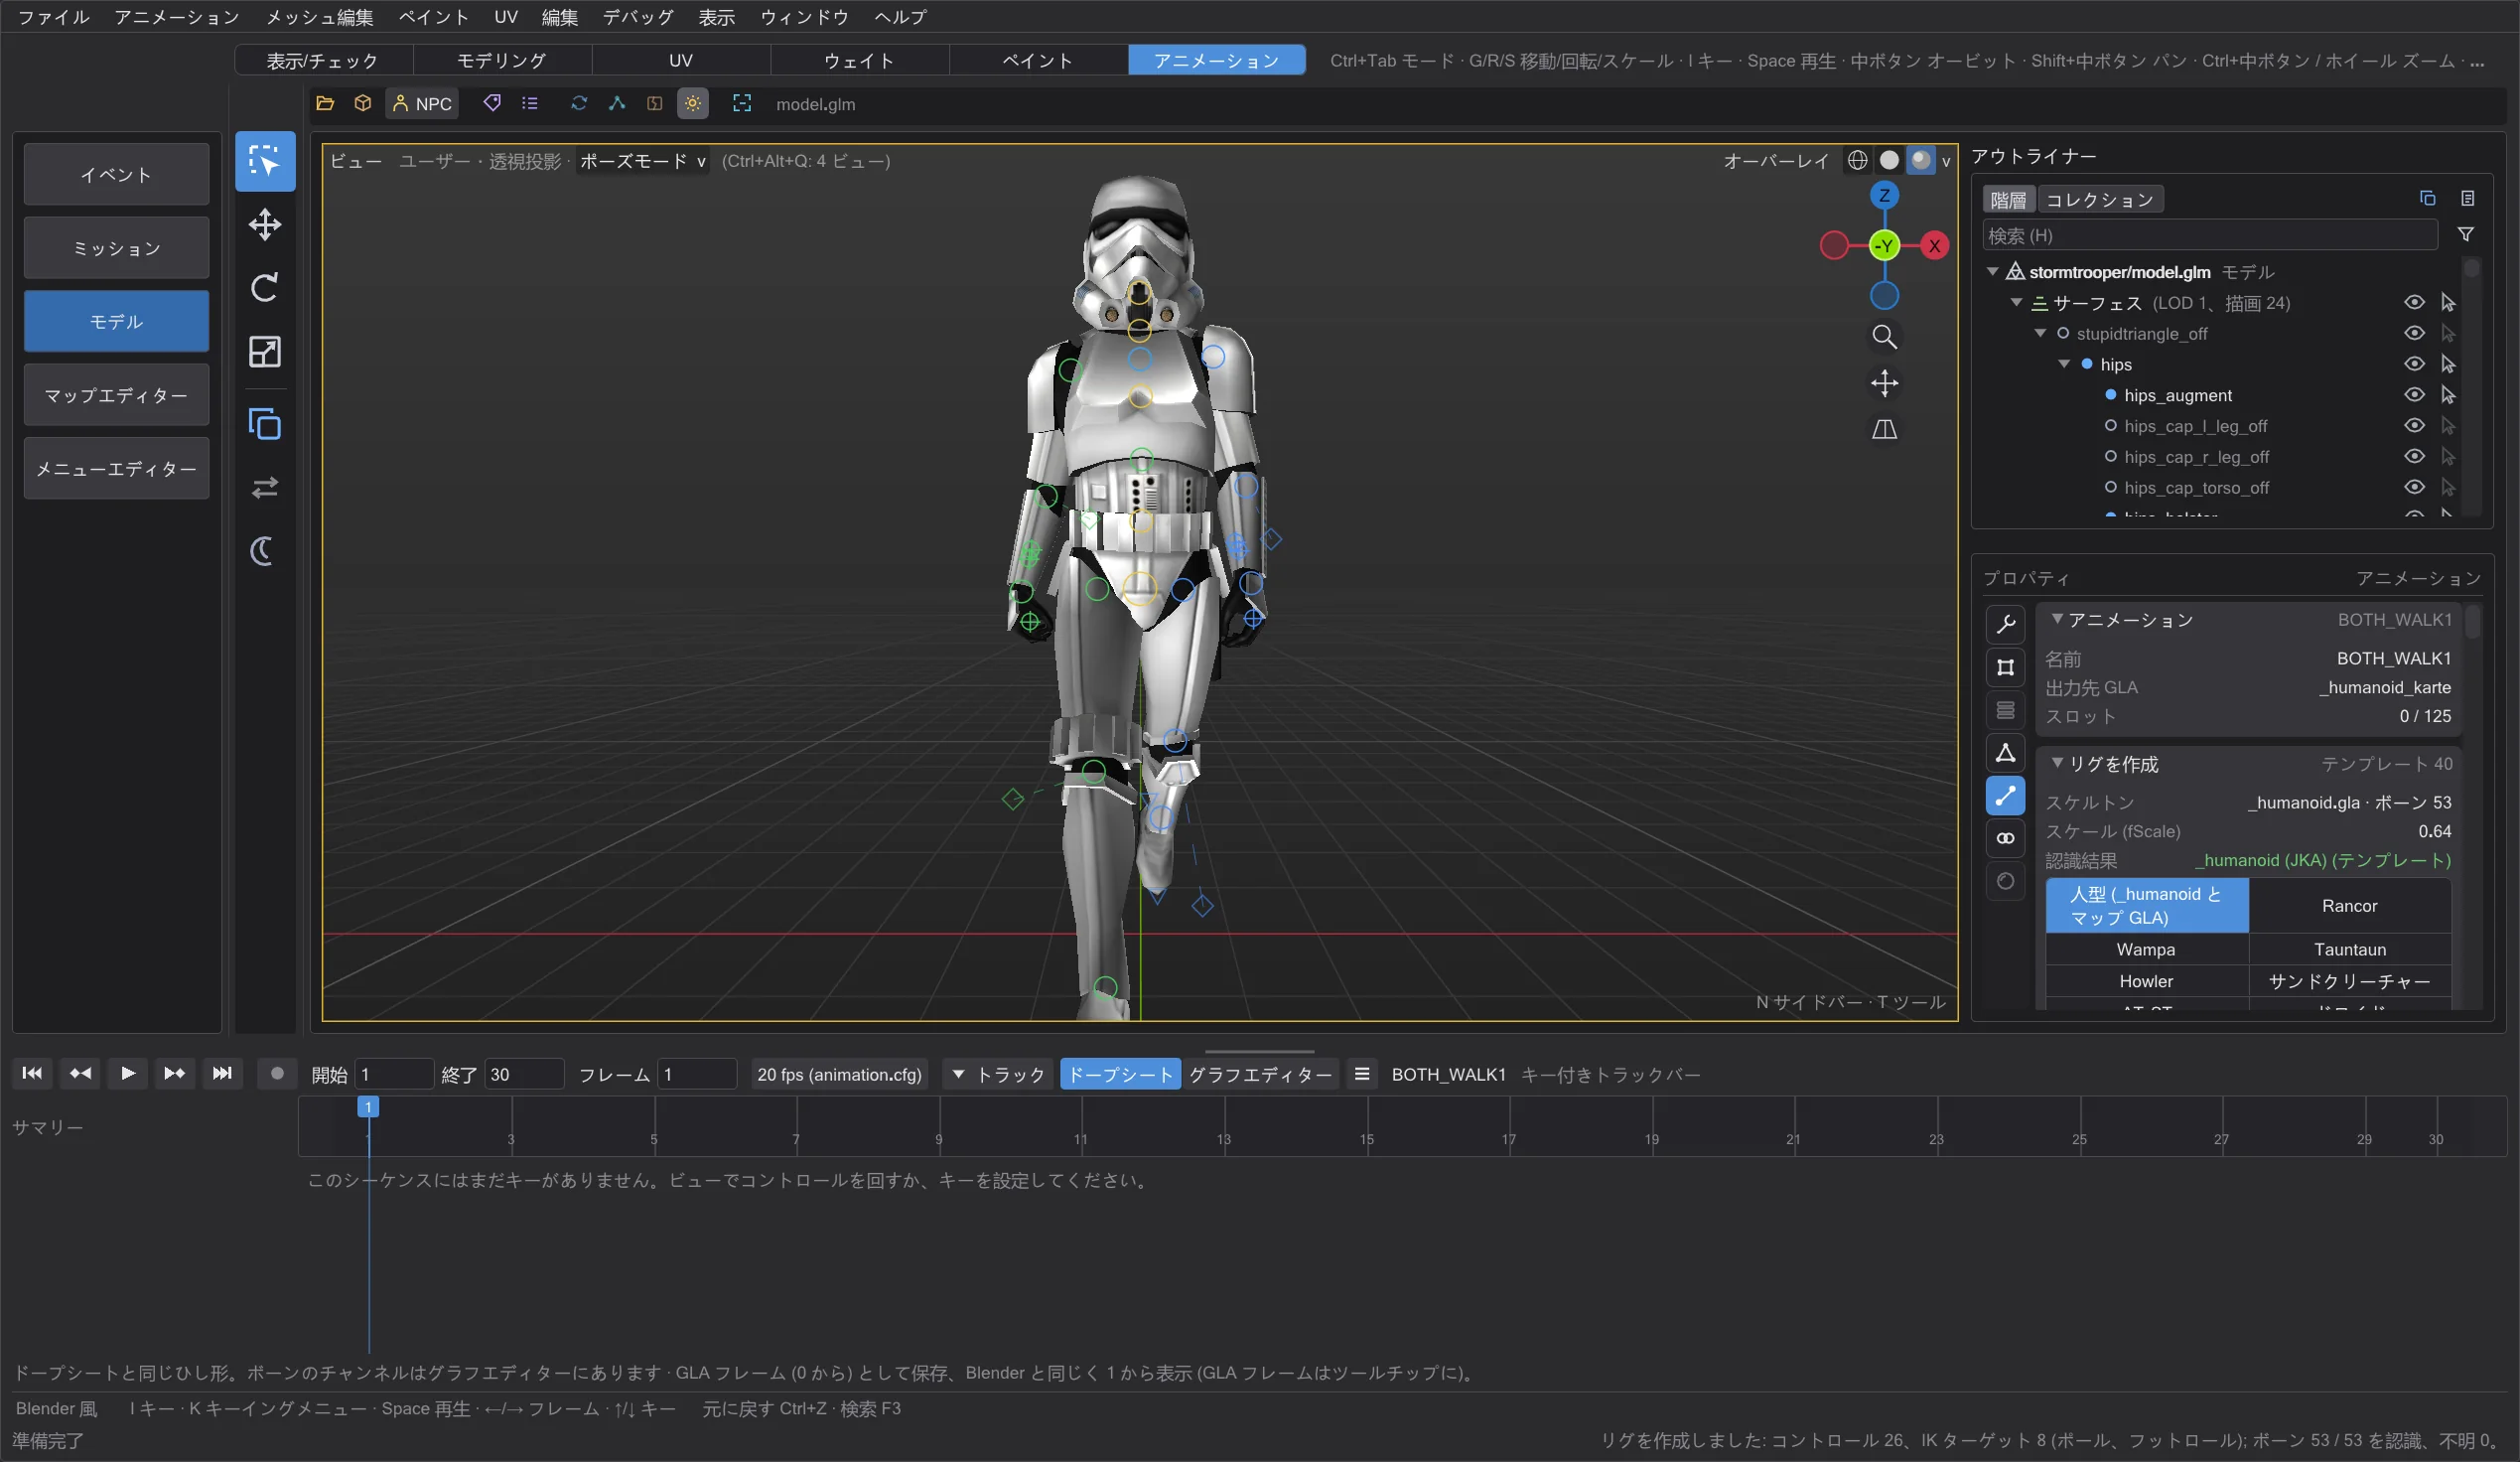 ファイル アニメーション メッシュ編集 ペイント UV 編集 デバッグ 表示 ウィンドウ ヘルプ
表示/チェック モデリング UV ウェイト ペイント アニメーション Ctrl+Tab モード · G/R/S 移動/回転/スケール · I キー · Space 再生 · 中ボタン オービット · Shift+中ボタン パン · Ctrl+中ボタン / ホイール ズーム · ...
NPC model.glm
イベント
ミッション
モデル
マップエディター
メニューエディター
ビュー ユーザー · 透視投影 · ポーズモード v (Ctrl+Alt+Q: 4 ビュー)
オーバーレイ v
Z
-Y X
N サイドバー · T ツール
アウトライナー
階層 コレクション
検索 (H)
stormtrooper/model.glm モデル
サーフェス (LOD 1、描画 24)
stupidtriangle_off
hips
hips_augment
hips_cap_l_leg_off
hips_cap_r_leg_off
hips_cap_torso_off
プロパティ アニメーション
アニメーション BOTH_WALK1
名前 BOTH_WALK1
出力先 GLA _humanoid_karte
スロット 0 / 125
リグを作成 テンプレート 40
スケルトン _humanoid.gla · ボーン 53
スケール (fScale) 0.64
認識結果 _humanoid (JKA) (テンプレート)
人型 (_humanoid と
マップ GLA) Rancor
Wampa Tauntaun
Howler サンドクリーチャー
開始 1 終了 30 フレーム 1 20 fps (animation.cfg) トラック ドープシート グラフエディター BOTH_WALK1 キー付きトラックバー
1
サマリー
1 3 5 7 9 11 13 15 17 19 21 23 25 27 29 30
このシーケンスにはまだキーがありません。ビューでコントロールを回すか、キーを設定してください。
ドープシートと同じひし形。ボーンのチャンネルはグラフエディターにあります · GLA フレーム (0 から) として保存、Blender と同じく 1 から表示 (GLA フレームはツールチップに)。
Blender 風 I キー · K キーイングメニュー · Space 再生 · ←/→ フレーム · ↑/↓ キー 元に戻す Ctrl+Z · 検索 F3
準備完了 リグを作成しました: コントロール 26、IK ターゲット 8 (ポール、フットロール); ボーン 53 / 53 を認識、不明 0。